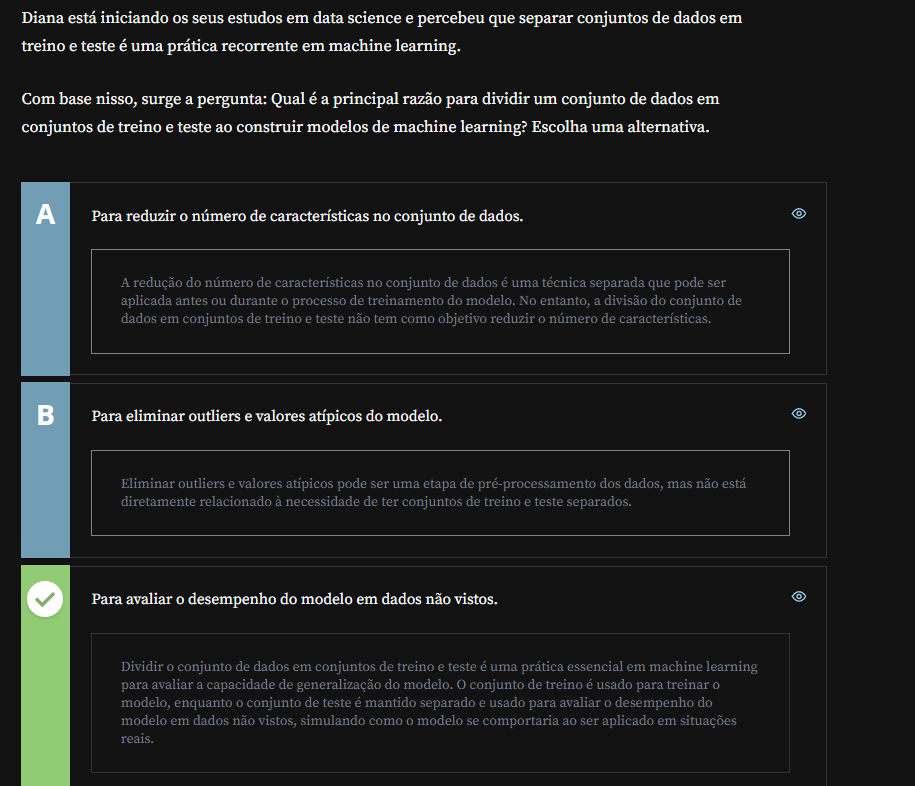 Diana está iniciando os seus estudos em data science e percebeu que separar conjuntos de dados em
treino e teste é uma prática recorrente em machine learning.
Com base nisso, surge a pergunta: Qual é a principal razão para dividir um conjunto de dados em
conjuntos de treino e teste ao construir modelos de machine learning? Escolha uma alternativa.
A
Para reduzir o número de características no conjunto de dados.
A redução do número de características no conjunto de dados é uma técnica separada que pode ser
aplicada antes ou durante o processo de treinamento do modelo. No entanto, a divisão do conjunto de
dados em conjuntos de treino e teste não tem como objetivo reduzir o número de características.
B
Para eliminar outliers e valores atípicos do modelo.
Eliminar outliers e valores atípicos pode ser uma etapa de pré-processamento dos dados, mas não está
diretamente relacionado à necessidade de ter conjuntos de treino e teste separados.
Para avaliar o desempenho do modelo em dados não vistos.
Dividir o conjunto de dados em conjuntos de treino e teste é uma prática essencial em machine learning
para avaliar a capacidade de generalização do modelo. O conjunto de treino é usado para treinar o
modelo, enquanto o conjunto de teste é mantido separado e usado para avaliar o desempenho do
modelo em dados não vistos, simulando como o modelo se comportaria ao ser aplicado em situações
reais.